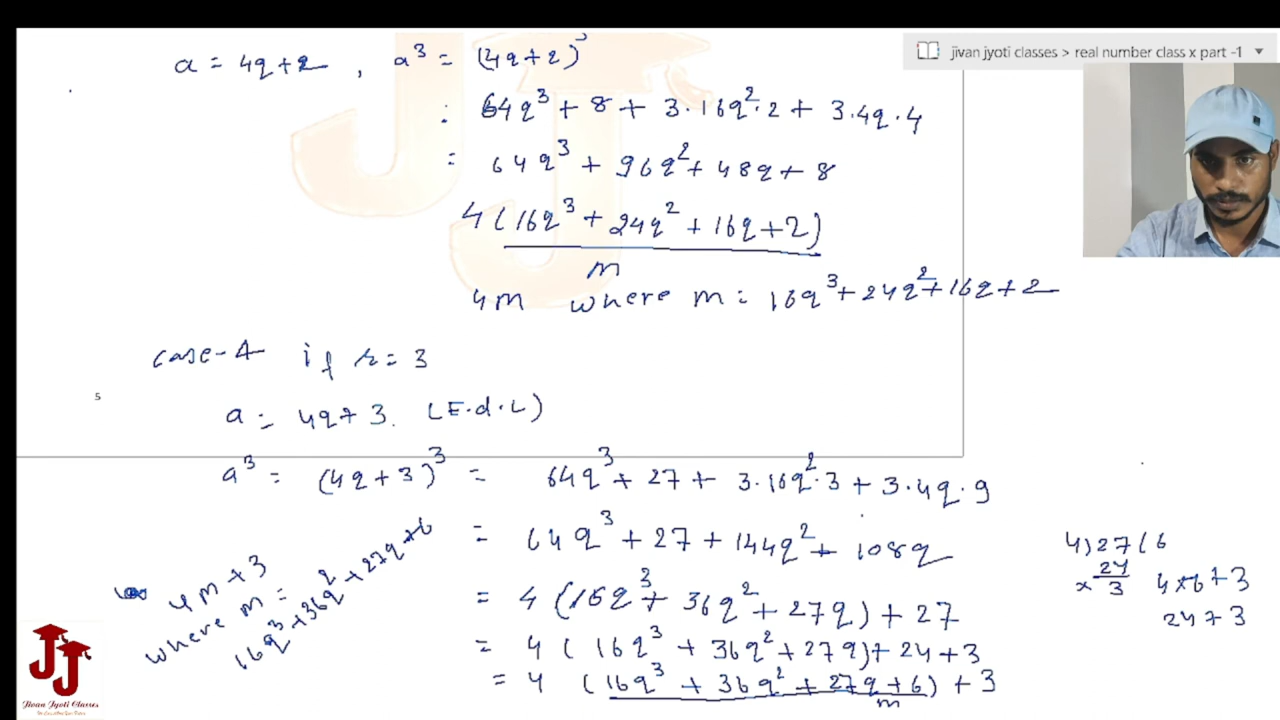 jivan jyoti classes > real number class x part -1
a = 4q+2 , a³ = (4q+2)³
: 64q³ + 8 + 3.16q².2 + 3.4q.4
= 64q³ + 96q² + 48q + 8
4(16q³ + 24q² + 16q+2)
m
4m where m = 16q³+24q²+16q+2
case-4 if r = 3
5
a = 4q+3. (E.d.L)
a³ = (4q+3)³ = 64q³ + 27 + 3.16q².3 + 3.4q.9
= 64q³ + 27 + 144q² + 108q
= 4 (16q³ + 36q² + 27q) + 27
= 4 ( 16q³ + 36q² + 27q)+ 24+3
= 4 (16q³ + 36q² + 27q+6) + 3
m
4m+3
where m =
16q³+36q²+27q+6
4)27(6
24
× 3
4×6+3
24+3
JJ
Jivan Jyoti Classes